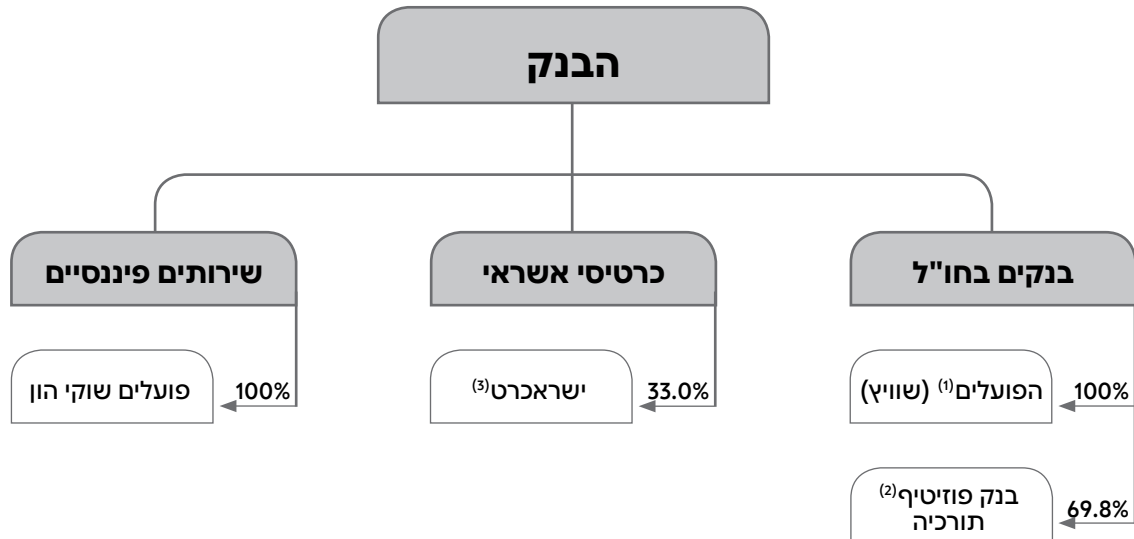 הבנק
בנקים בחו"ל
כרטיסי אשראי
שירותים פיננסיים
הפועלים(1) (שוויץ)
100%
ישראכרט(3)
33.0%
פועלים שוקי הון
100%
בנק פוזיטיף(2)
תורכיה
69.8%